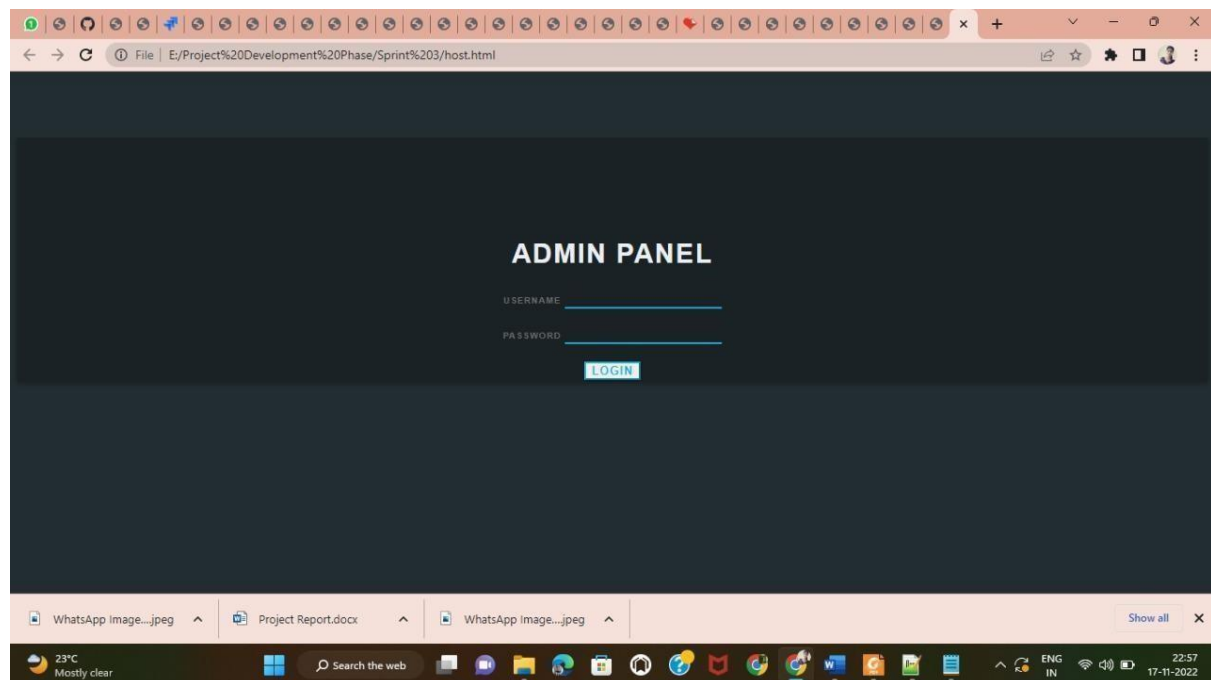 File | E:/Project%20Development%20Phase/Sprint%203/host.html
ADMIN PANEL
USERNAME
PASSWORD
LOGIN
WhatsApp Image....jpeg
Project Report.docx
WhatsApp Image...jpeg
Show all
23°C
Mostly clear
Search the web
ENG
IN
22:57
17-11-2022